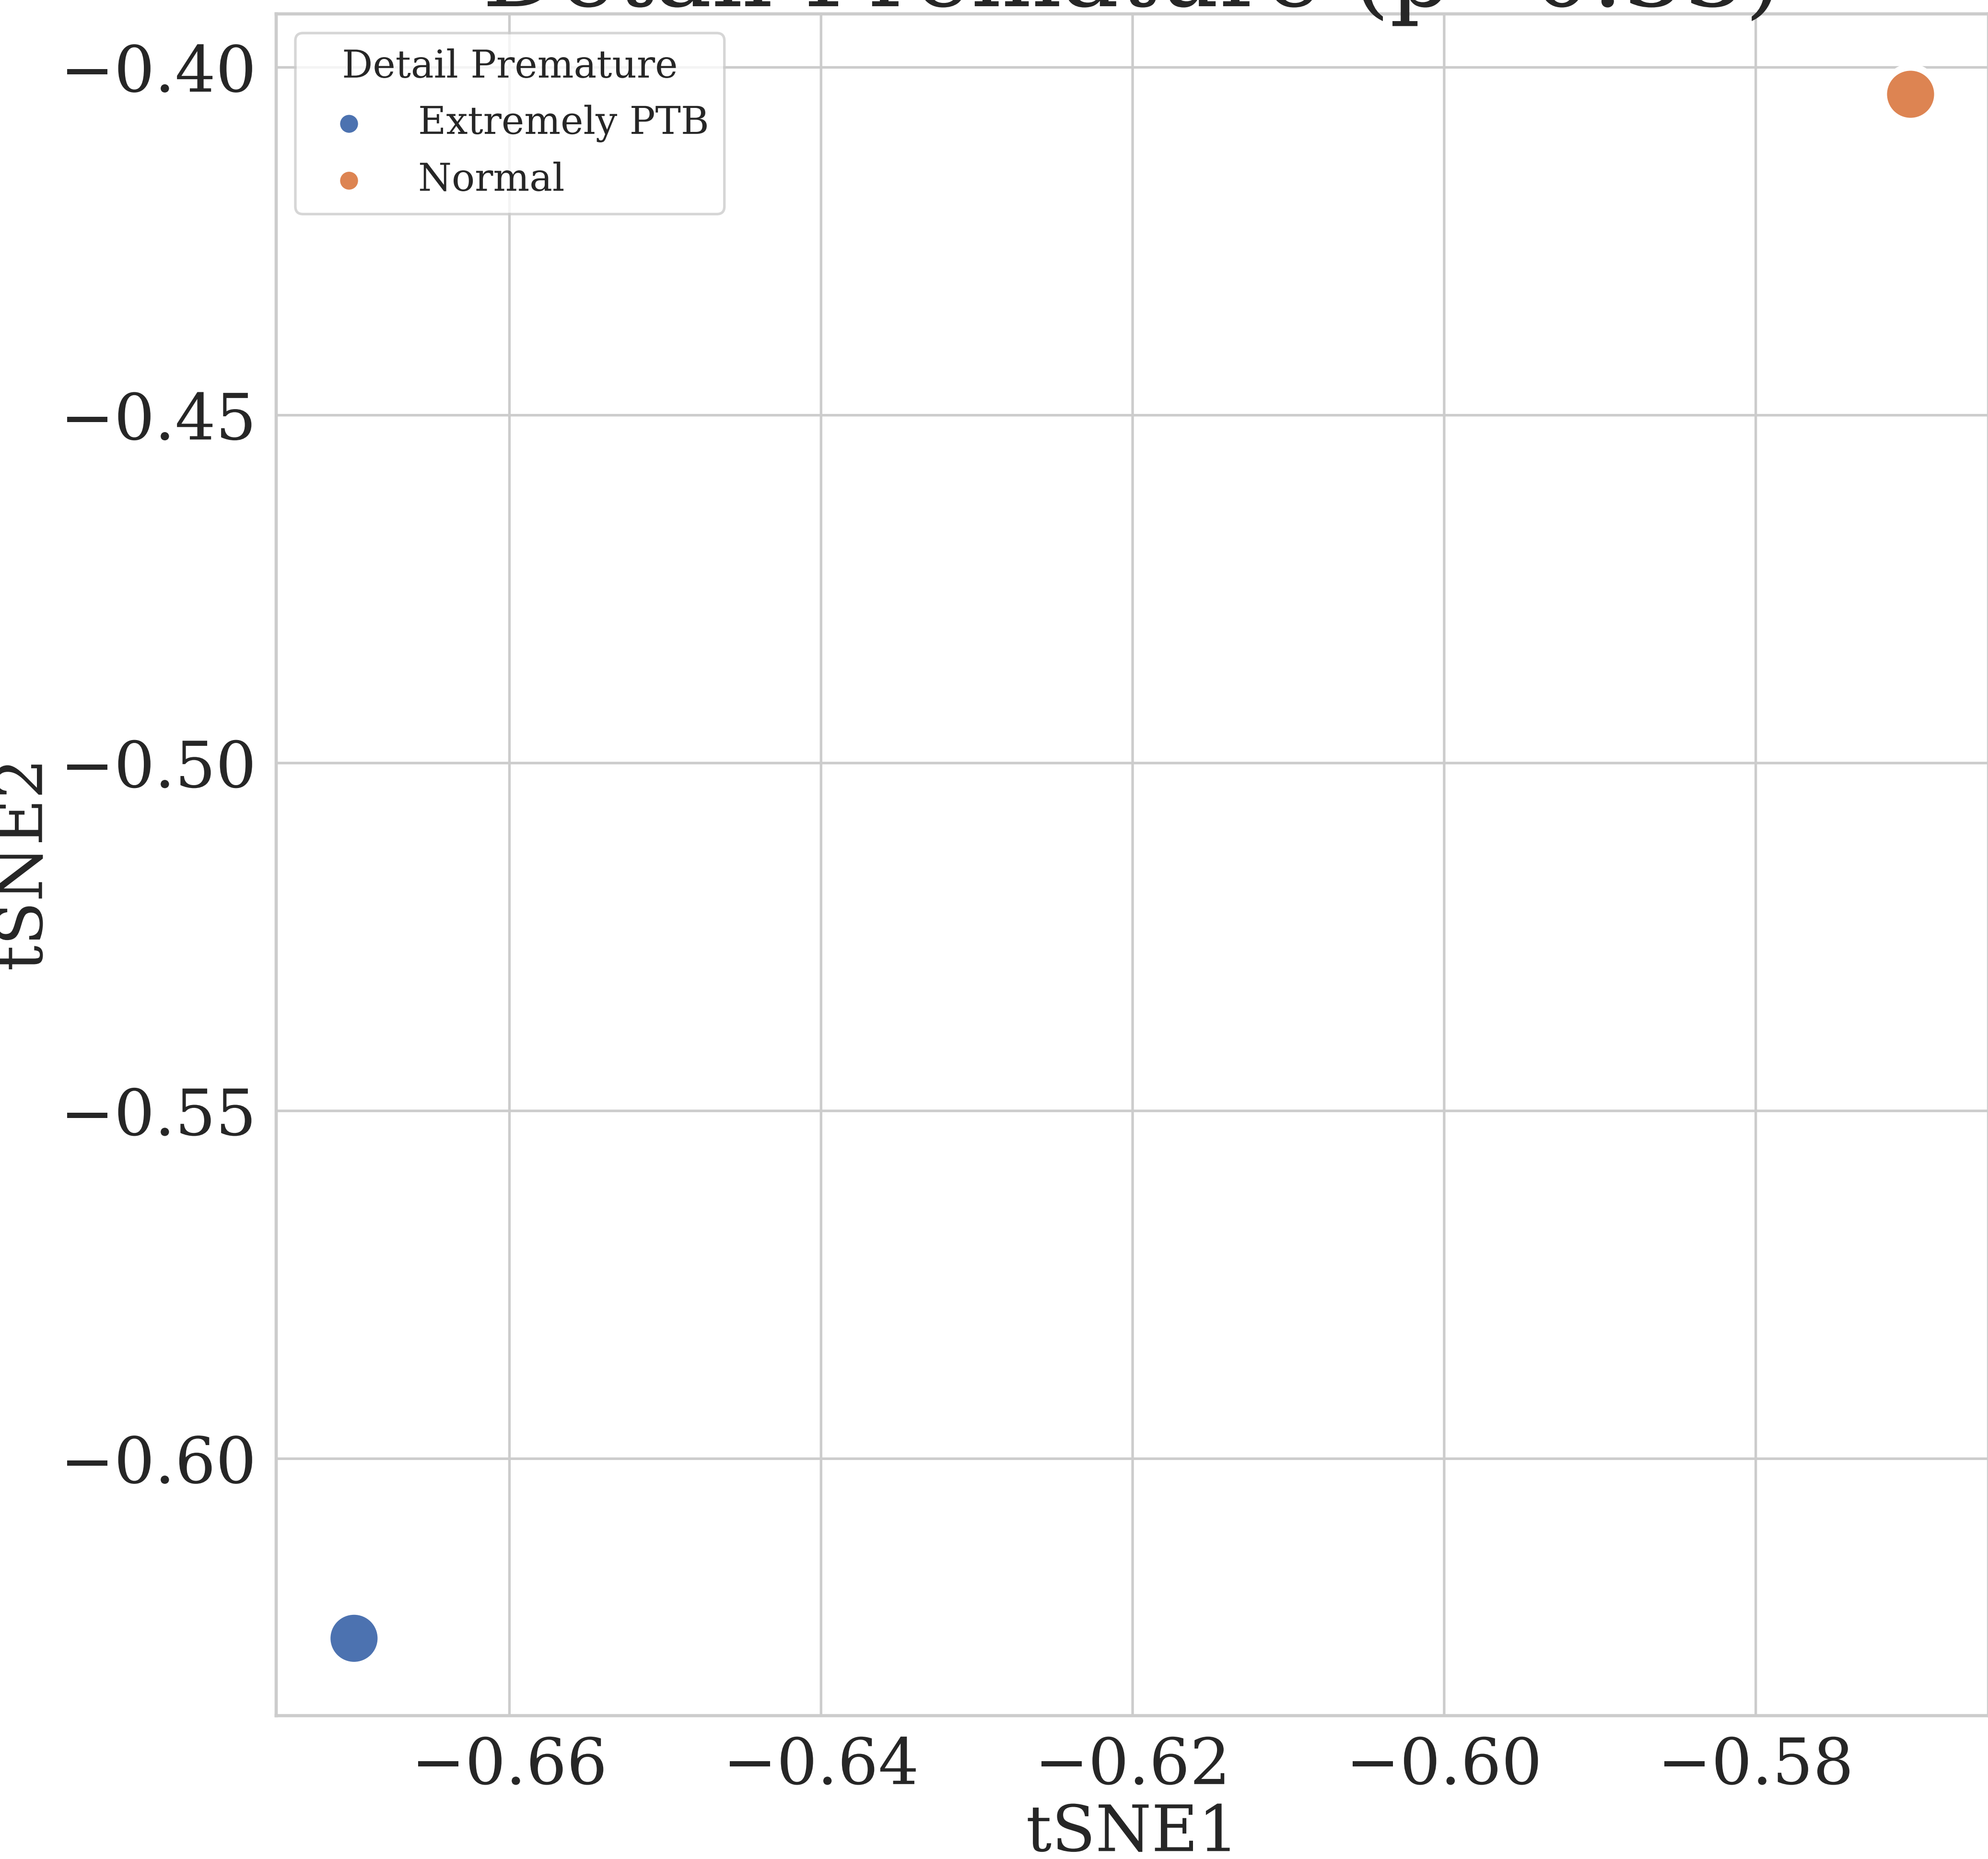 Detail Premature
Extremely PTB
Normal
−0.40
−0.45
−0.50
−0.55
−0.60
tSNE2
−0.66
−0.64
−0.62
−0.60
−0.58
tSNE1